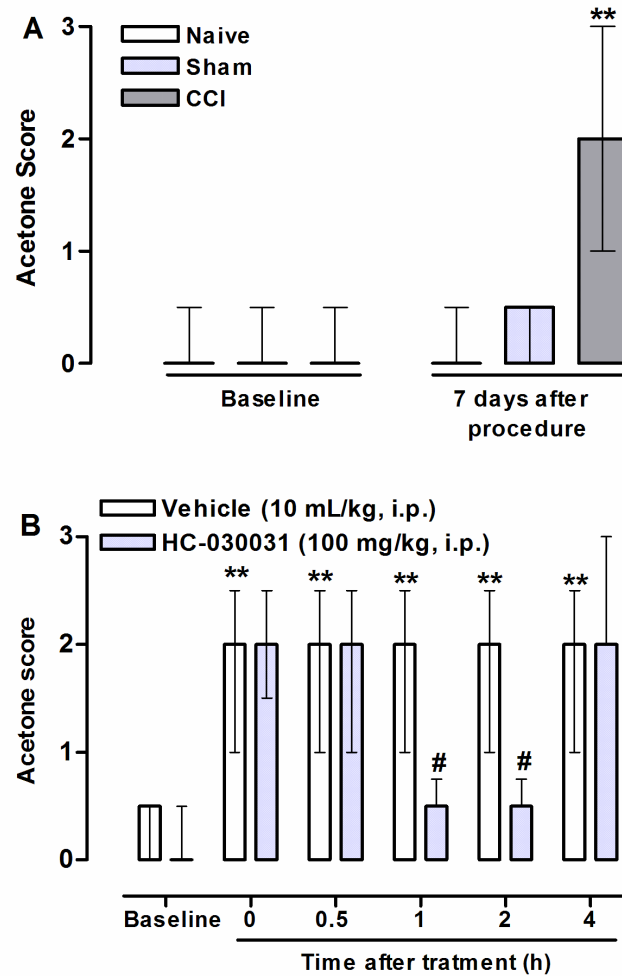 A
3
Naive
Sham
CCI
**
2
1
0
Acetone Score
Baseline
7 days after
procedure
B
Vehicle (10 mL/kg, i.p.)
HC-030031 (100 mg/kg, i.p.)
3
** ** ** ** **
2
1
# #
0
Acetone score
Baseline 0 0.5 1 2 4
Time after tratment (h)